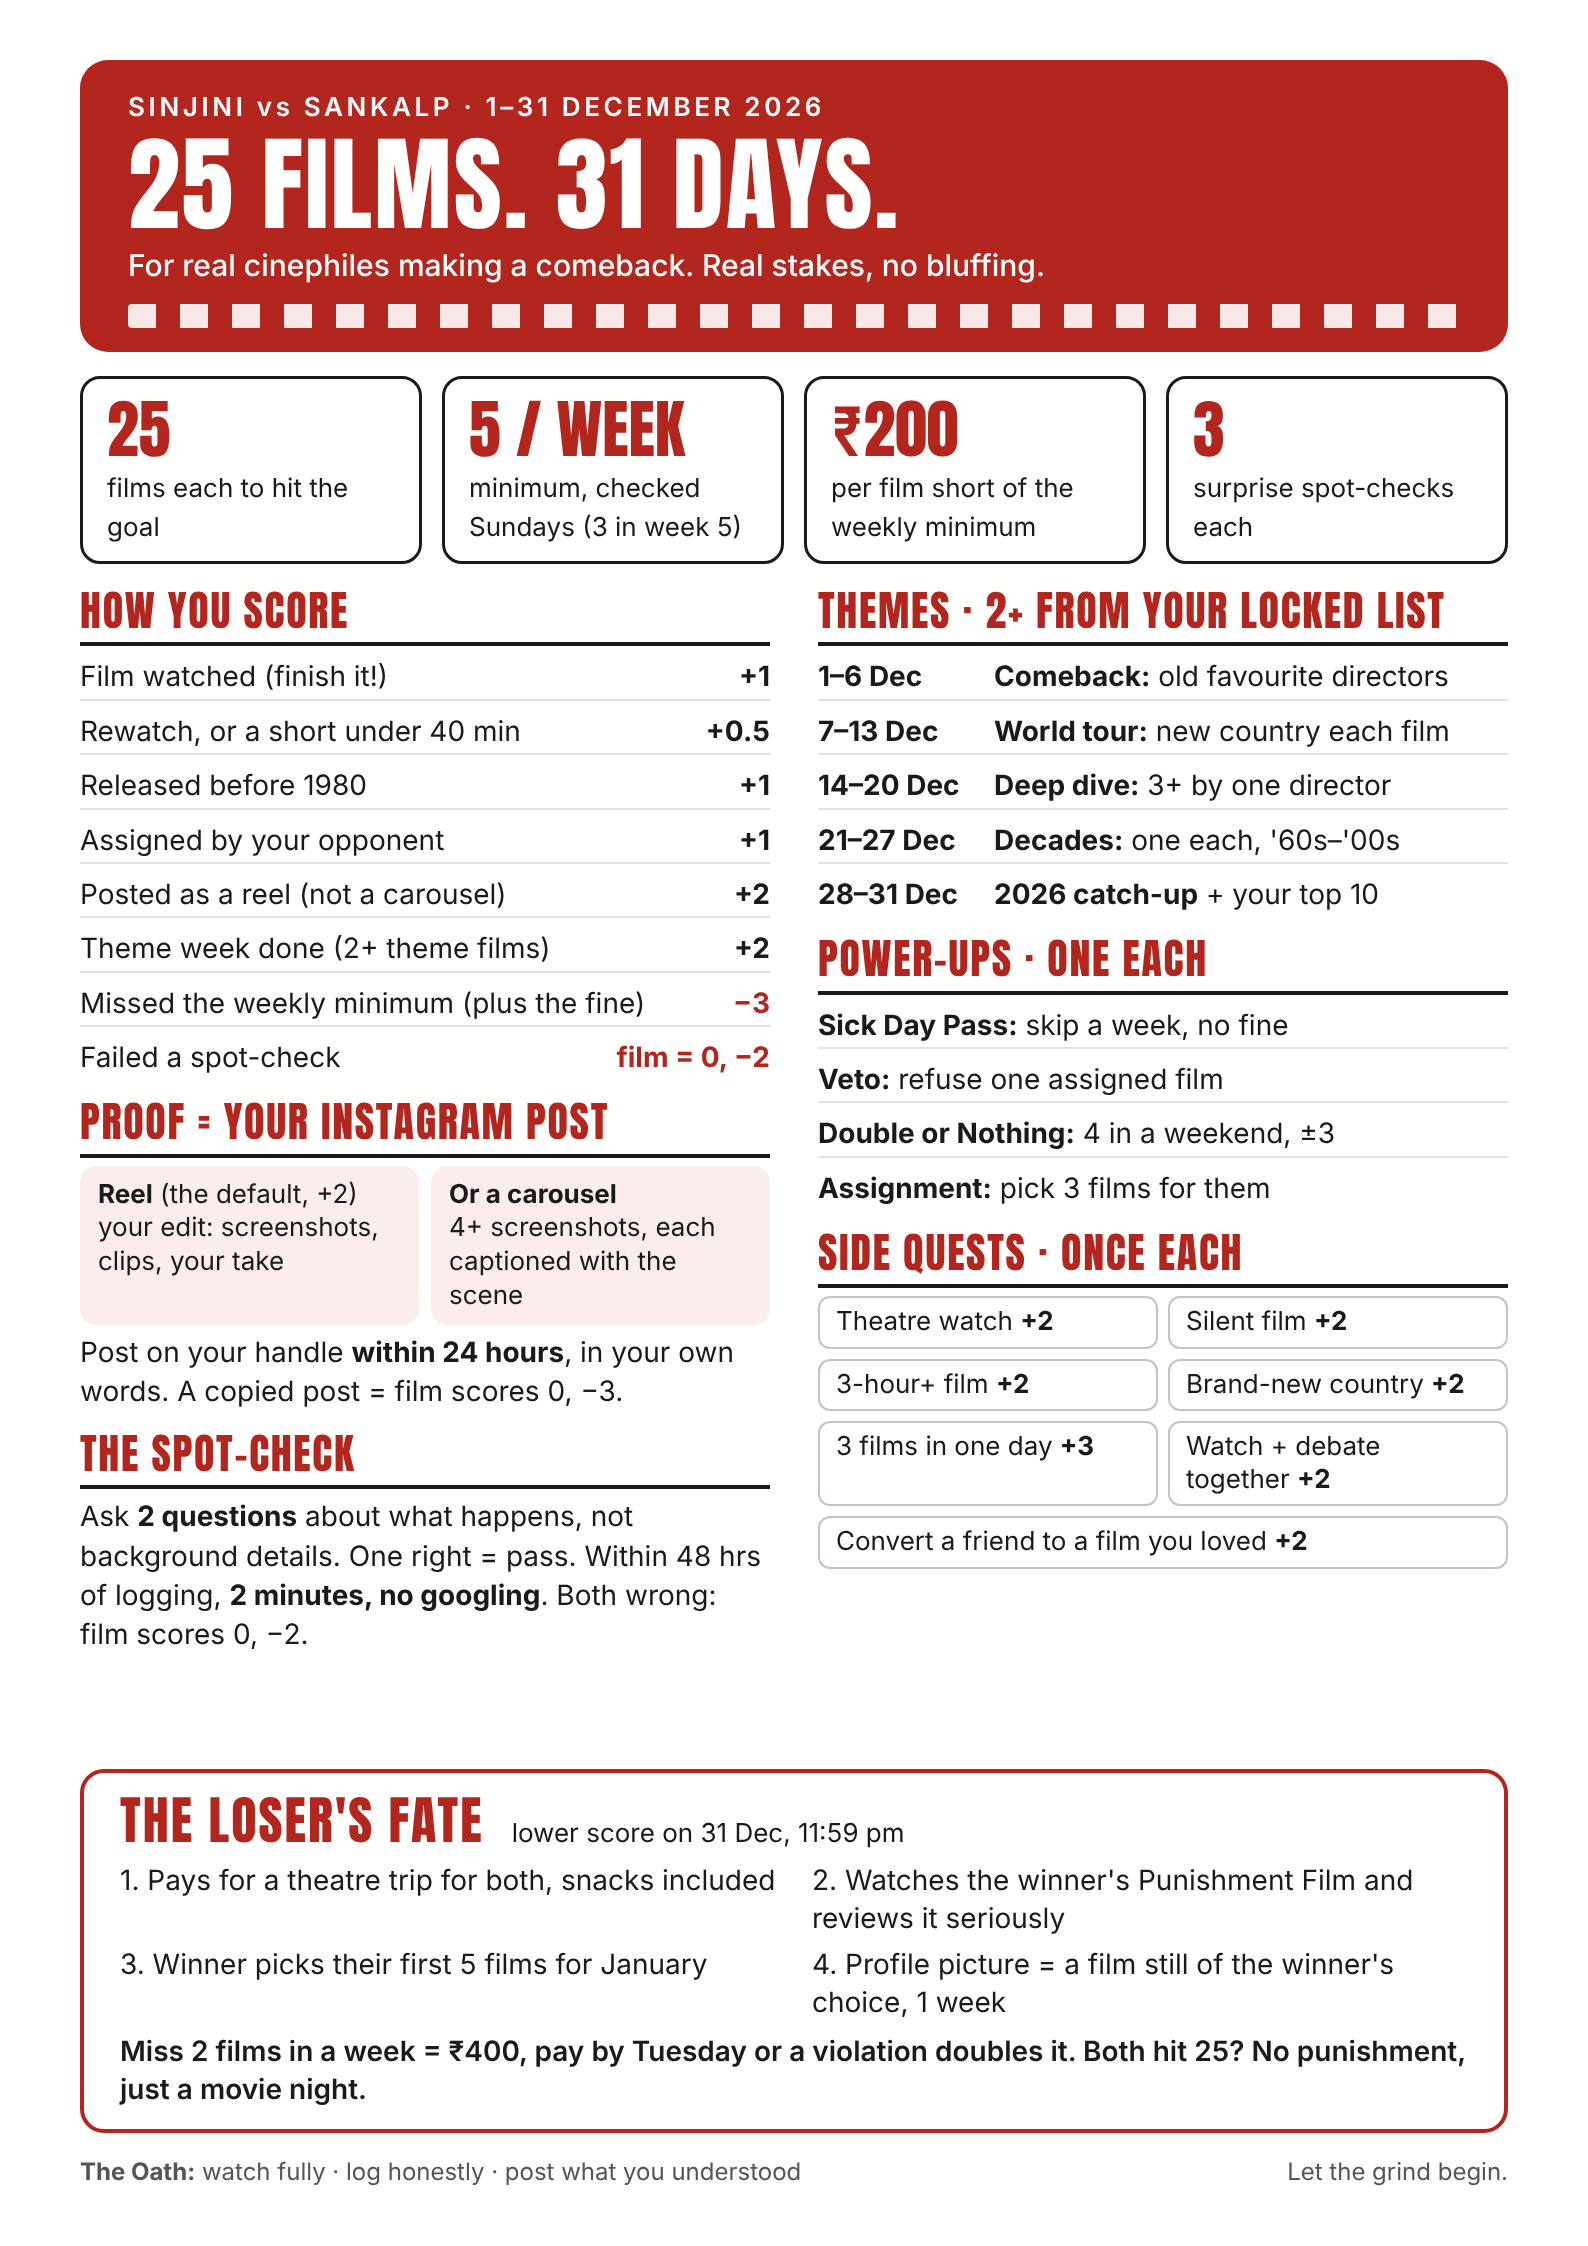 SINJINI vs SANKALP · 1–31 DECEMBER 2026
25 FILMS. 31 DAYS.
For real cinephiles making a comeback. Real stakes, no bluffing.
25
films each to hit the
goal
5 / WEEK
minimum, checked
Sundays (3 in week 5)
₹200
per film short of the
weekly minimum
3
surprise spot-checks
each
HOW YOU SCORE
Film watched (finish it!) +1
Rewatch, or a short under 40 min +0.5
Released before 1980 +1
Assigned by your opponent +1
Posted as a reel (not a carousel) +2
Theme week done (2+ theme films) +2
Missed the weekly minimum (plus the fine) −3
Failed a spot-check film = 0, −2
PROOF = YOUR INSTAGRAM POST
Reel (the default, +2)
your edit: screenshots,
clips, your take
Or a carousel
4+ screenshots, each
captioned with the
scene
Post on your handle within 24 hours, in your own
words. A copied post = film scores 0, −3.
THE SPOT-CHECK
Ask 2 questions about what happens, not
background details. One right = pass. Within 48 hrs
of logging, 2 minutes, no googling. Both wrong:
film scores 0, −2.
THEMES · 2+ FROM YOUR LOCKED LIST
1–6 Dec Comeback: old favourite directors
7–13 Dec World tour: new country each film
14–20 Dec Deep dive: 3+ by one director
21–27 Dec Decades: one each, '60s–'00s
28–31 Dec 2026 catch-up + your top 10
POWER-UPS · ONE EACH
Sick Day Pass: skip a week, no fine
Veto: refuse one assigned film
Double or Nothing: 4 in a weekend, ±3
Assignment: pick 3 films for them
SIDE QUESTS · ONCE EACH
Theatre watch +2
Silent film +2
3-hour+ film +2
Brand-new country +2
3 films in one day +3
Watch + debate
together +2
Convert a friend to a film you loved +2
THE LOSER'S FATE lower score on 31 Dec, 11:59 pm
1. Pays for a theatre trip for both, snacks included
2. Watches the winner's Punishment Film and
reviews it seriously
3. Winner picks their first 5 films for January
4. Profile picture = a film still of the winner's
choice, 1 week
Miss 2 films in a week = ₹400, pay by Tuesday or a violation doubles it. Both hit 25? No punishment,
just a movie night.
The Oath: watch fully · log honestly · post what you understood
Let the grind begin.